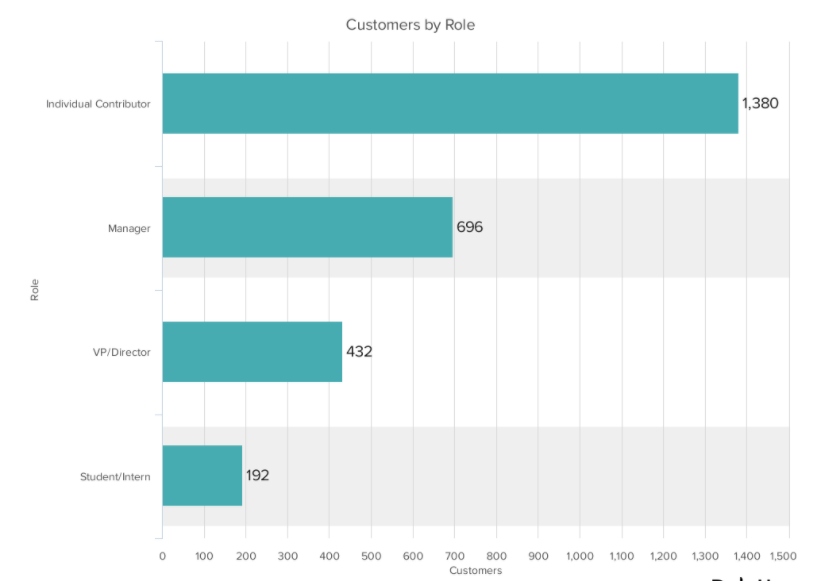 Customers by Role
Individual Contributor
1,380
Manager
696
Role
VP/Director
432
Student/Intern
192
0 100 200 300 400 500 600 700 800 900 1,000 1,100 1,200 1,300 1,400 1,500
Customers